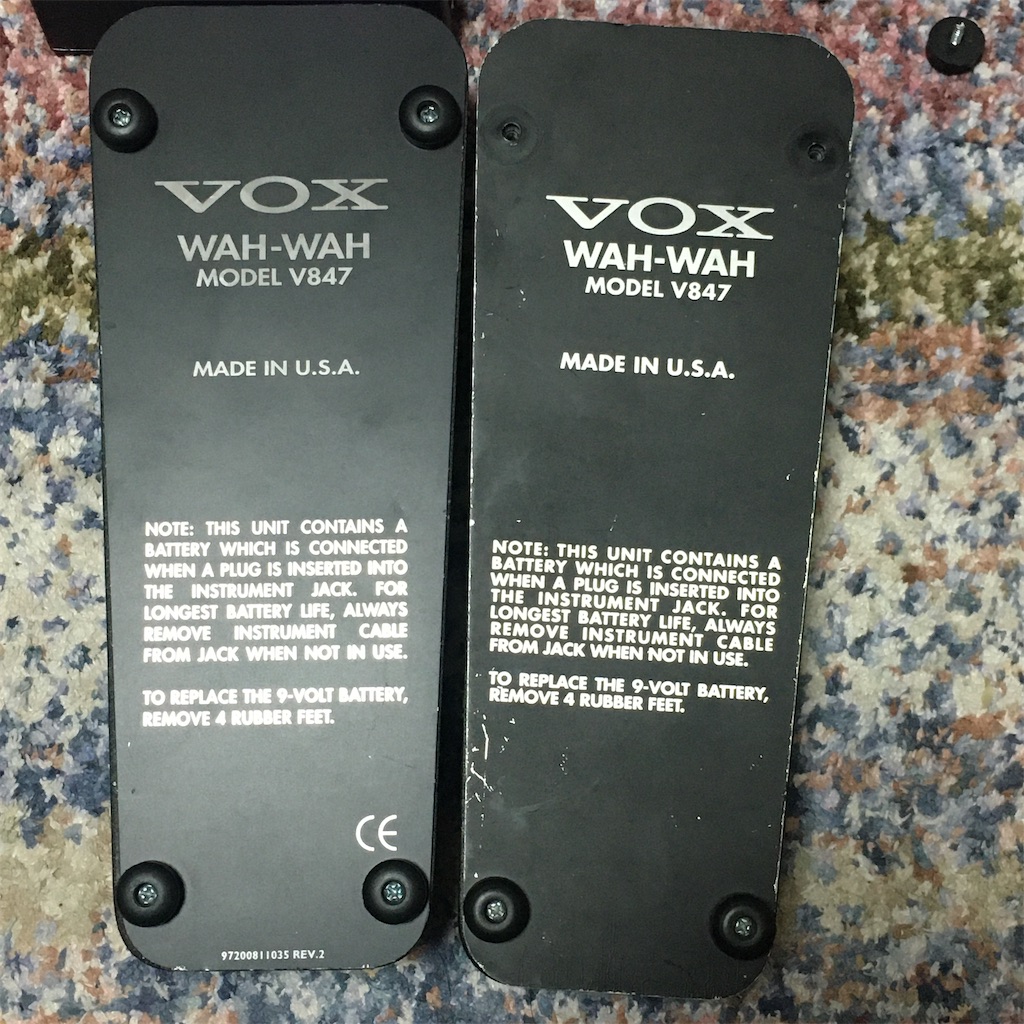 VOX
WAH-WAH
MODEL V847
MADE IN U.S.A.
NOTE: THIS UNIT CONTAINS A
BATTERY WHICH IS CONNECTED
WHEN A PLUG IS INSERTED INTO
THE INSTRUMENT JACK. FOR
LONGEST BATTERY LIFE, ALWAYS
REMOVE INSTRUMENT CABLE
FROM JACK WHEN NOT IN USE.
TO REPLACE THE 9-VOLT BATTERY,
REMOVE 4 RUBBER FEET.
CE
97200811035 REV.2
VOX
WAH-WAH
MODEL V847
MADE IN U.S.A.
NOTE: THIS UNIT CONTAINS A
BATTERY WHICH IS CONNECTED
WHEN A PLUG IS INSERTED INTO
THE INSTRUMENT JACK. FOR
LONGEST BATTERY LIFE, ALWAYS
REMOVE INSTRUMENT CABLE
FROM JACK WHEN NOT IN USE.
TO REPLACE THE 9-VOLT BATTERY,
REMOVE 4 RUBBER FEET.